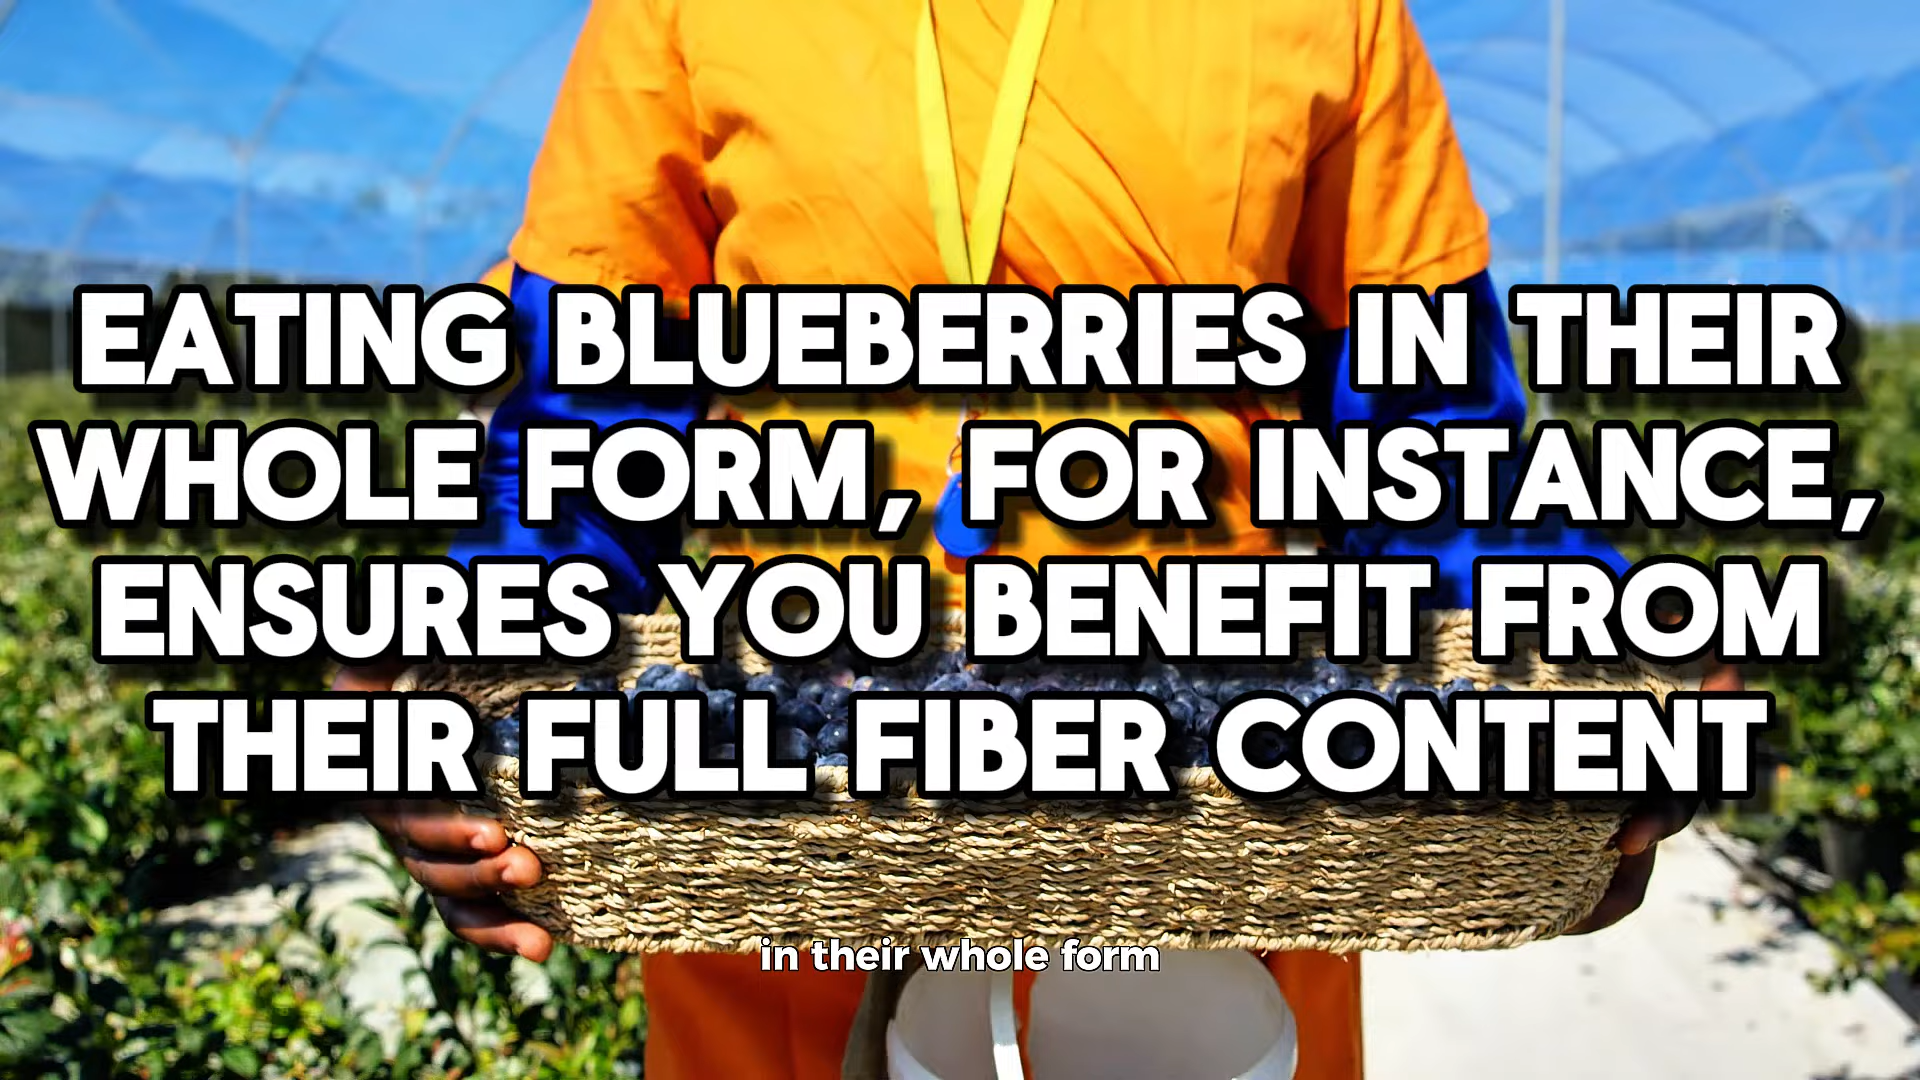 EATING BLUEBERRIES IN THEIR
WHOLE FORM, FOR INSTANCE,
ENSURES YOU BENEFIT FROM
THEIR FULL FIBER CONTENT
in their whole form